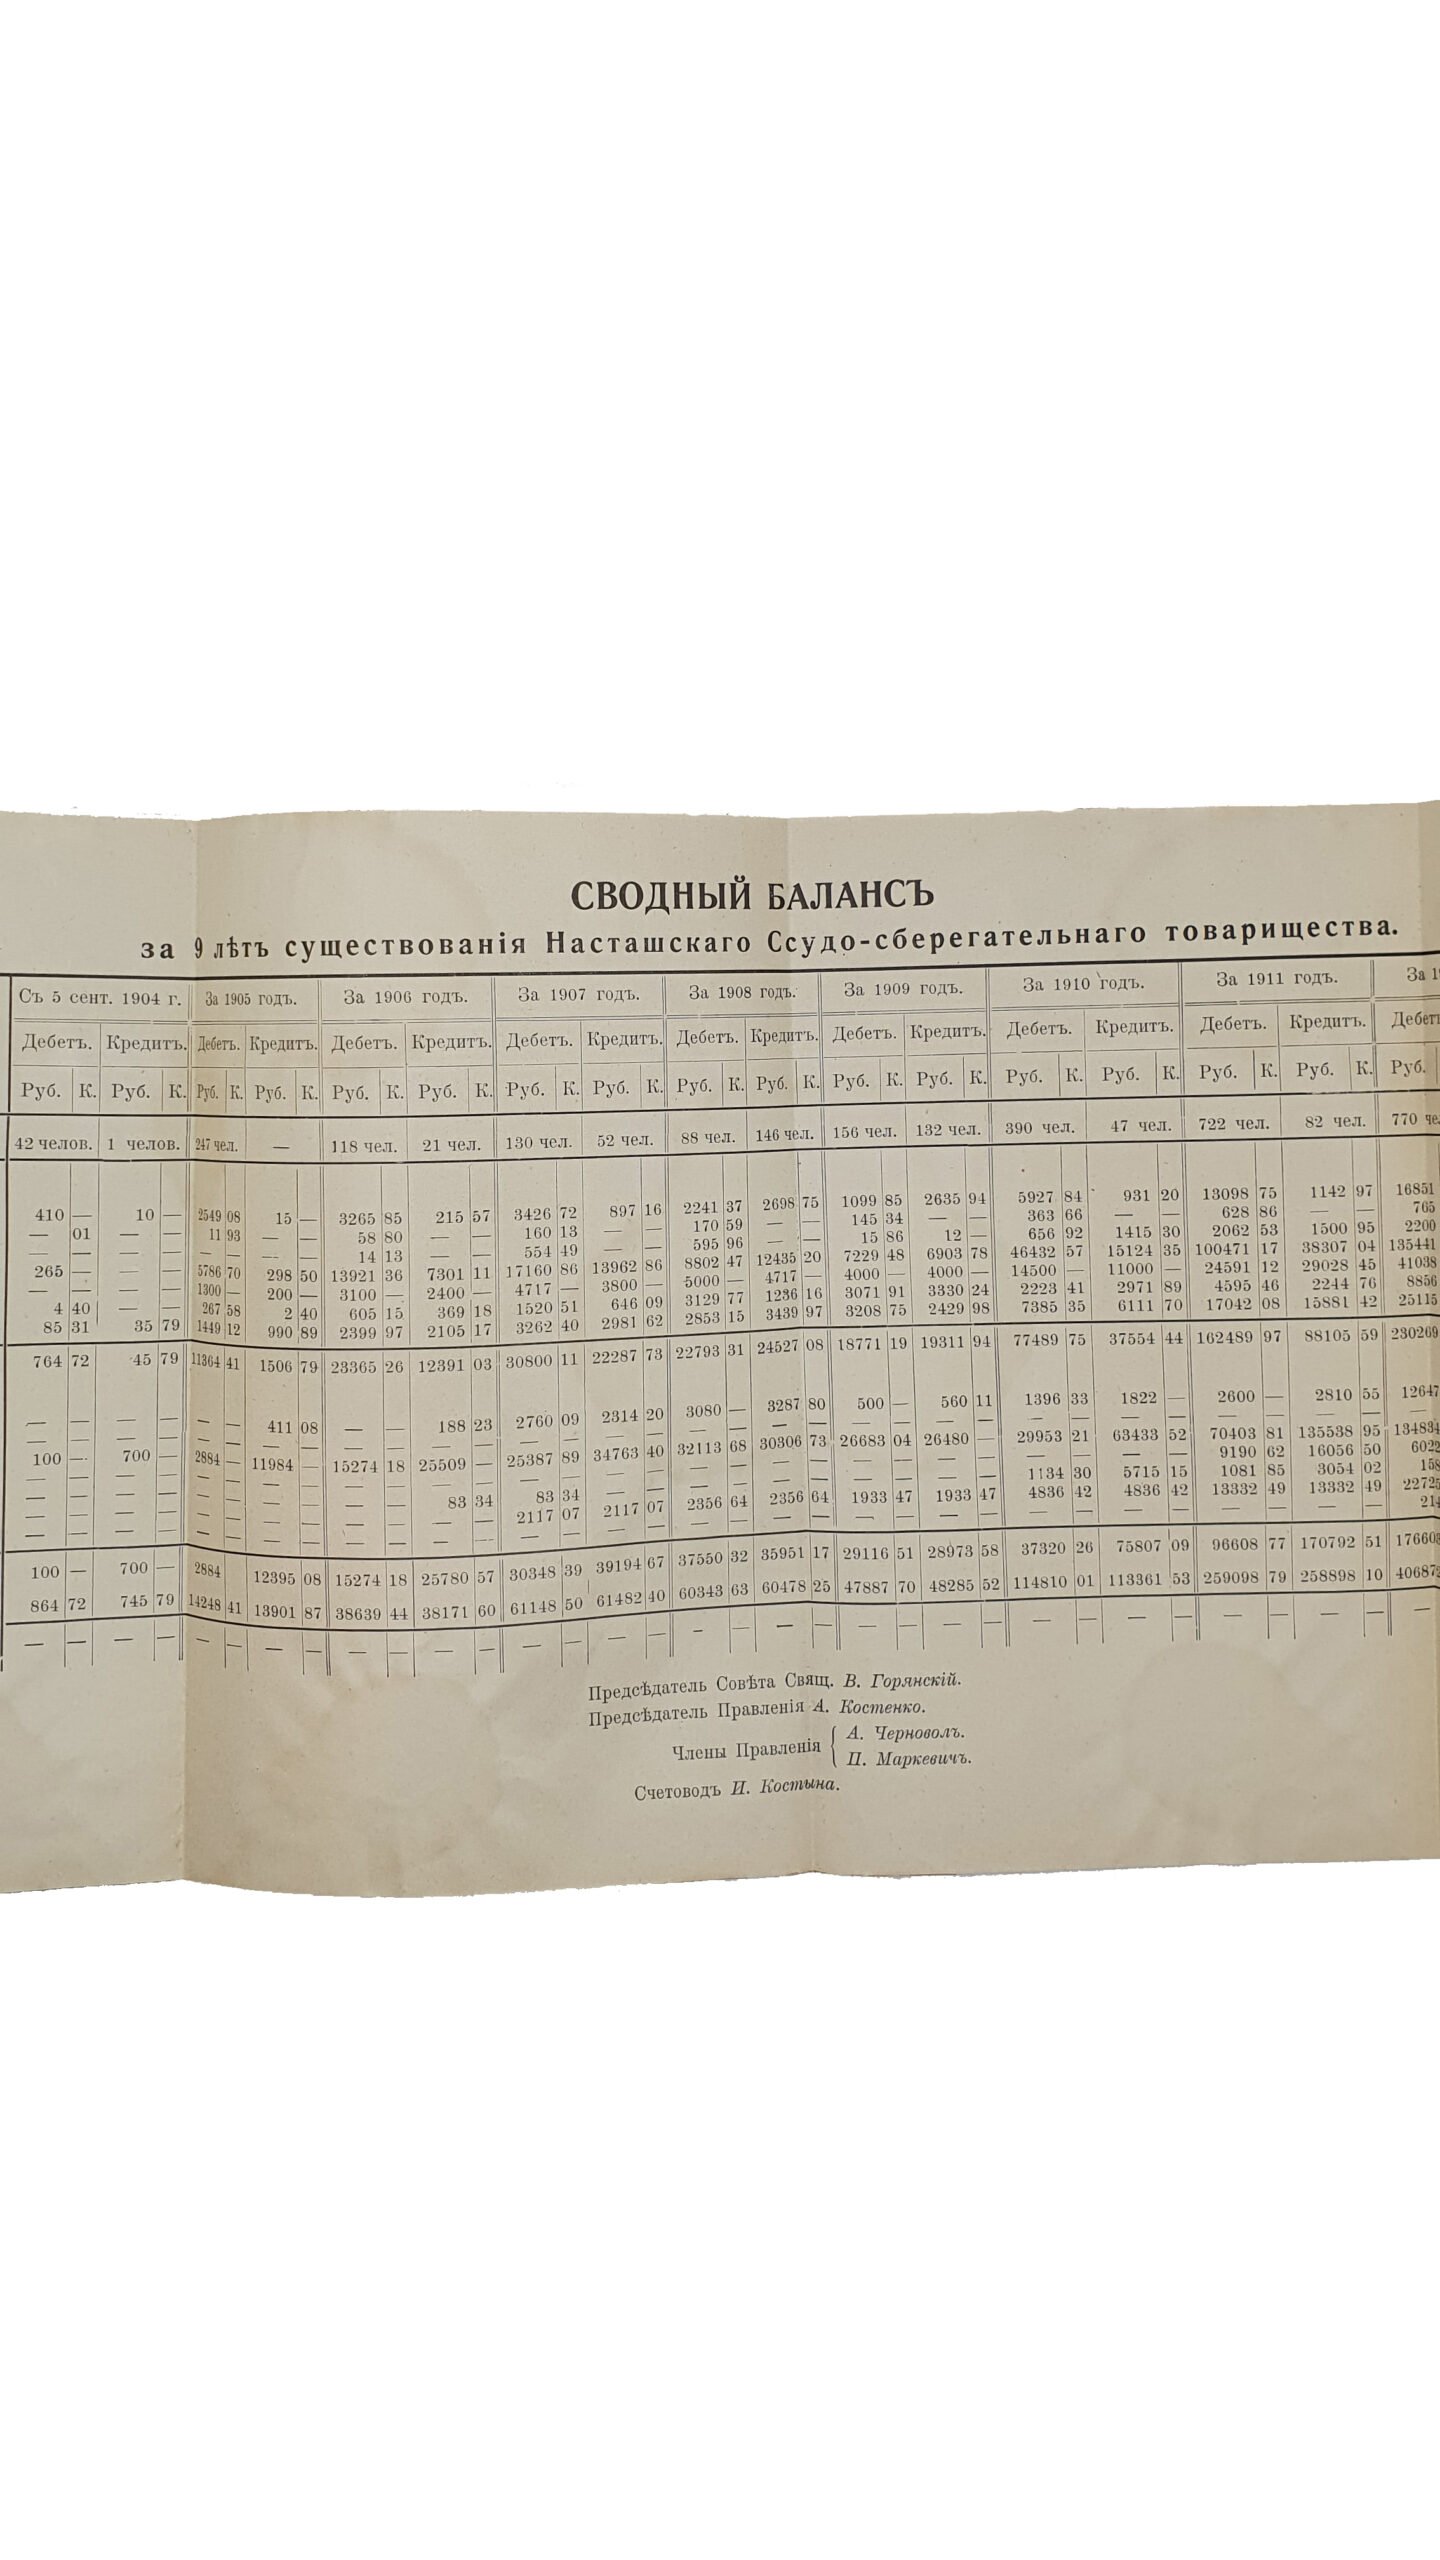 СВОДНЫЙ БАЛАНСЪ
за 9 лѣтъ существованія Насташскаго Ссудо-сберегательнаго товарищества.
Съ 5 сент. 1904 г. За 1905 годъ. За 1906 годъ. За 1907 годъ. За 1908 годъ. За 1909 годъ. За 1910 годъ. За 1911 годъ. За
Дебетъ. Кредитъ. Дебетъ. Кредитъ. Дебетъ. Кредитъ. Дебетъ. Кредитъ. Дебетъ. Кредитъ. Дебетъ. Кредитъ. Дебетъ. Кредитъ. Дебетъ. Кредитъ.
Руб. К. Руб. К. Руб. К. Руб. К. Руб. К. Руб. К. Руб. К. Руб. К. Руб. К. Руб. К. Руб. К. Руб. К. Руб. К. Руб. К. Руб. К. Руб. К. Руб.
42 челов. 1 челов. 247 чел. — 118 чел. 21 чел. 130 чел. 52 чел. 88 чел. 146 чел. 156 чел. 132 чел. 390 чел. 47 чел. 722 чел. 82 чел. 770
410 — 10 — 2549 08 15 — 3265 85 215 57 3426 72 897 16 2241 37 2698 75 1099 85 2635 94 5927 84 931 20 13098 75 1142 97 16851
— 01 — — 11 93 — — 58 80 — — 160 13 — — 170 59 — — 145 34 — — 363 66 — — 628 86 — — 765
— — — — — — — — 14 13 — — 554 49 — — 595 96 — — 15 86 12 — 656 92 1415 30 2062 53 1500 95 2200
265 — — — 5786 70 298 50 13921 36 7301 11 17160 86 13962 86 8802 47 12435 20 7229 48 6903 78 46432 57 15124 35 100471 17 38307 04 135441
— — — — 1300 — 200 — 3100 — 2400 — 4717 — 3800 — 5000 — 4717 — 4000 — 4000 — 14500 — 11000 — 24591 12 29028 45 41038
4 40 — — 267 58 2 40 605 15 369 18 1520 51 646 09 3129 77 1236 16 3071 91 3330 24 2223 41 2971 89 4595 46 2244 76 8856
85 31 35 79 1449 12 990 89 2399 97 2105 17 3262 40 2981 62 2853 15 3439 97 3208 75 2429 98 7385 35 6111 70 17042 08 15881 42 25115
764 72 45 79 11364 41 1506 79 23365 26 12391 03 30800 11 22287 73 22793 31 24527 08 18771 19 19311 94 77489 75 37554 44 162489 97 88105 59 230269
— — — — — — 411 08 — — 188 23 2760 09 2314 20 3080 — 3287 80 500 — 560 11 1396 33 1822 — 2600 — 2810 55 12647
— — — — — — — — — — — — — — — — — — — — — — — — — — — — — — — — —
100 — 700 — 2884 — 11984 — 15274 18 25509 — 25387 89 34763 40 32113 68 30306 73 26683 04 26480 — 29953 21 63433 52 70403 81 135538 95 134834
— — — — — — — — — — — — — — — — — — — — — — — — — — — — 9190 62 16056 50 6022
— — — — — — — — — — 83 34 83 34 — — — — — — — — — — 1134 30 5715 15 1081 85 3054 02 158
— — — — — — — — — — — — 2117 07 2117 07 2356 64 2356 64 1933 47 1933 47 4836 42 4836 42 13332 49 13332 49 22725
— — — — — — — — — — — — — — — — — — — — — — — — — — — — — — — — 214
100 — 700 — 2884 12395 08 15274 18 25780 57 30348 39 39194 67 37550 32 35951 17 29116 51 28973 58 37320 26 75807 09 96608 77 170792 51 176603
864 72 745 79 14248 41 13901 87 38639 44 38171 60 61148 50 61482 40 60343 63 60478 25 47887 70 48285 52 114810 01 113361 53 259098 79 258898 10 40687
— — — — — — — — — — — — — — — — — — — — — — — — — — — — — — — — —
Предсѣдатель Совѣта Свящ. В. Горянскій.
Предсѣдатель Правленія А. Костенко.
Члены Правленія { А. Черноволъ.
П. Маркевичъ.
Счетоводъ И. Костына.